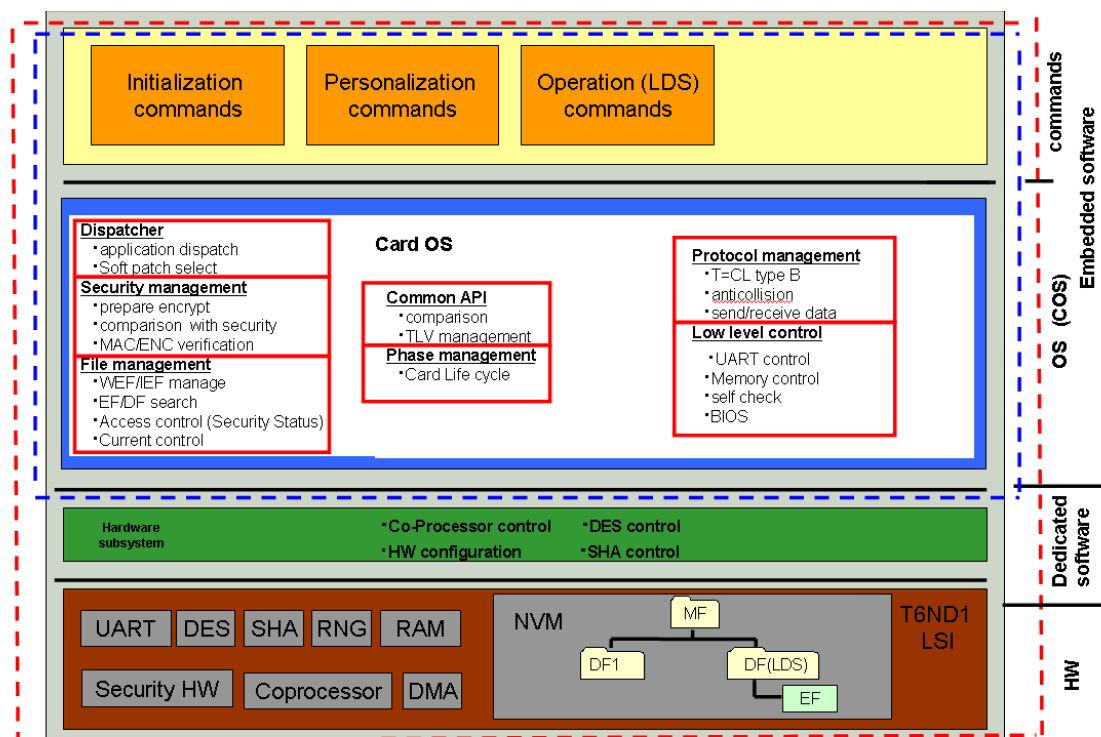 Initialization
commands
Personalization
commands
Operation (LDS)
commands
commands
Embedded software
Dispatcher
・application dispatch
・Soft patch select
Security management
・prepare encrypt
・comparison with security
・MAC/ENC verification
File management
・WEF/IEF manage
・EF/DF search
・Access control (Security Status)
・Current control
Card OS
Common API
・comparison
・TLV management
Phase management
・Card Life cycle
Protocol management
・T=CL type B
・anticollision
・send/receive data
Low level control
・UART control
・Memory control
・self check
・BIOS
OS (COS)
Hardware
subsystem
・Co-Processor control
・HW configuration
・DES control
・SHA control
Dedicated
software
UART
DES
SHA
RNG
RAM
Security HW
Coprocessor
DMA
NVM
MF
DF1
DF(LDS)
EF
T6ND1
LSI
HW